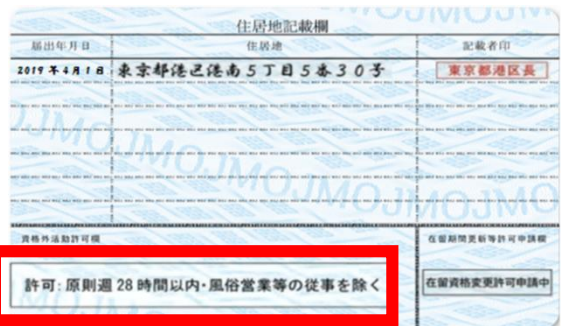 住居地記載欄
届出年月日 住居地 記載者印
2019年4月1日 東京都港区港南5丁目5番30号 東京都港区長
資格外活動許可欄 在留期間更新等許可申請欄
許可:原則週28時間以内・風俗営業等の従事を除く 在留資格変更許可申請中
MOJ